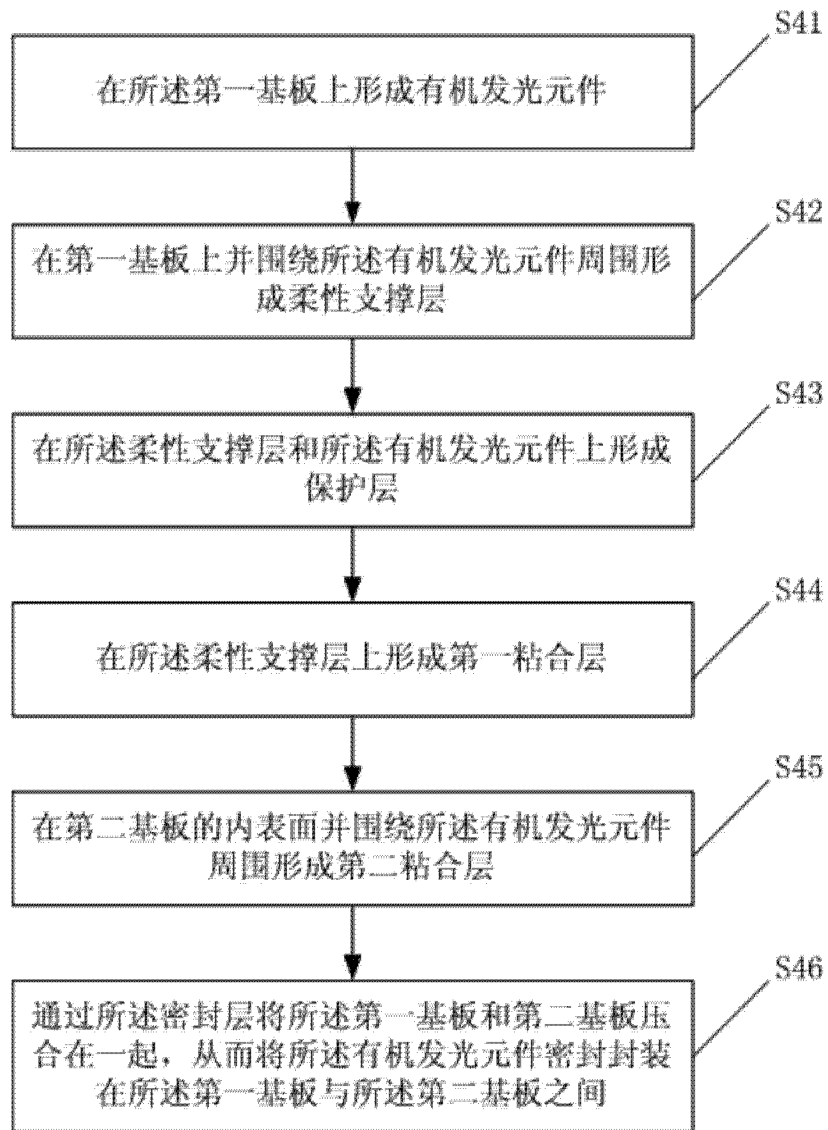 S41
在所述第一基板上形成有机发光元件
S42
在第一基板上并围绕所述有机发光元件周围形
成柔性支撑层
S43
在所述柔性支撑层和所述有机发光元件上形成
保护层
S44
在所述柔性支撑层上形成第一粘合层
S45
在第二基板的内表面并围绕所述有机发光元件
周围形成第二粘合层
S46
通过所述密封层将所述第一基板和第二基板压
合在一起，从而将所述有机发光元件密封封装
在所述第一基板与所述第二基板之间